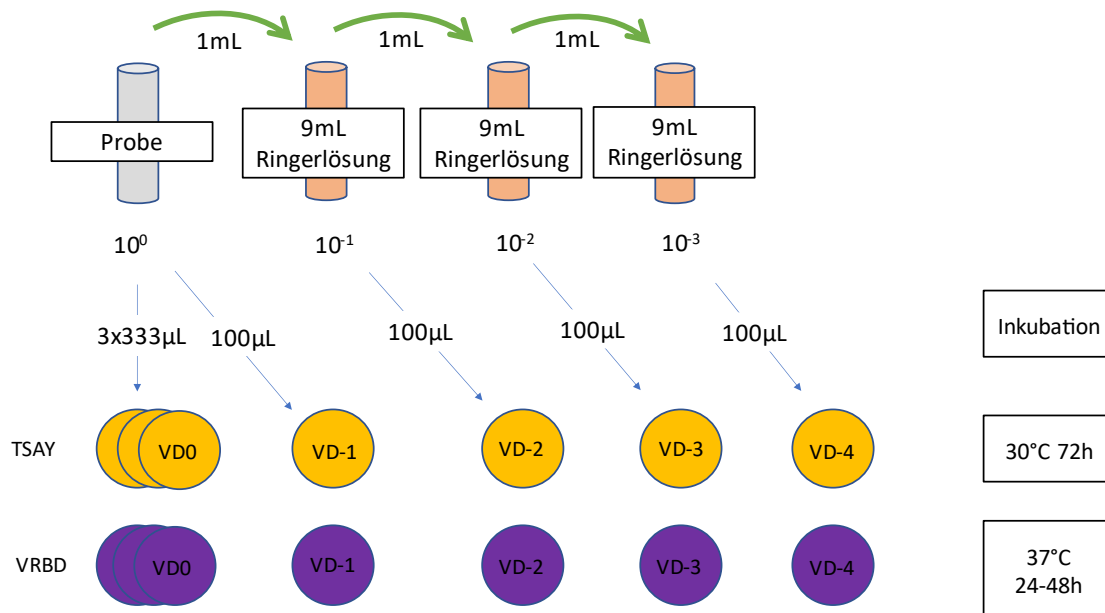 1mL 1mL 1mL
Probe
9mL
Ringerlösung
9mL
Ringerlösung
9mL
Ringerlösung
10⁰ 10⁻¹ 10⁻² 10⁻³
3x333µL 100µL 100µL 100µL 100µL
Inkubation
TSAY VD0 VD-1 VD-2 VD-3 VD-4 30°C 72h
VRBD VD0 VD-1 VD-2 VD-3 VD-4
37°C
24-48h